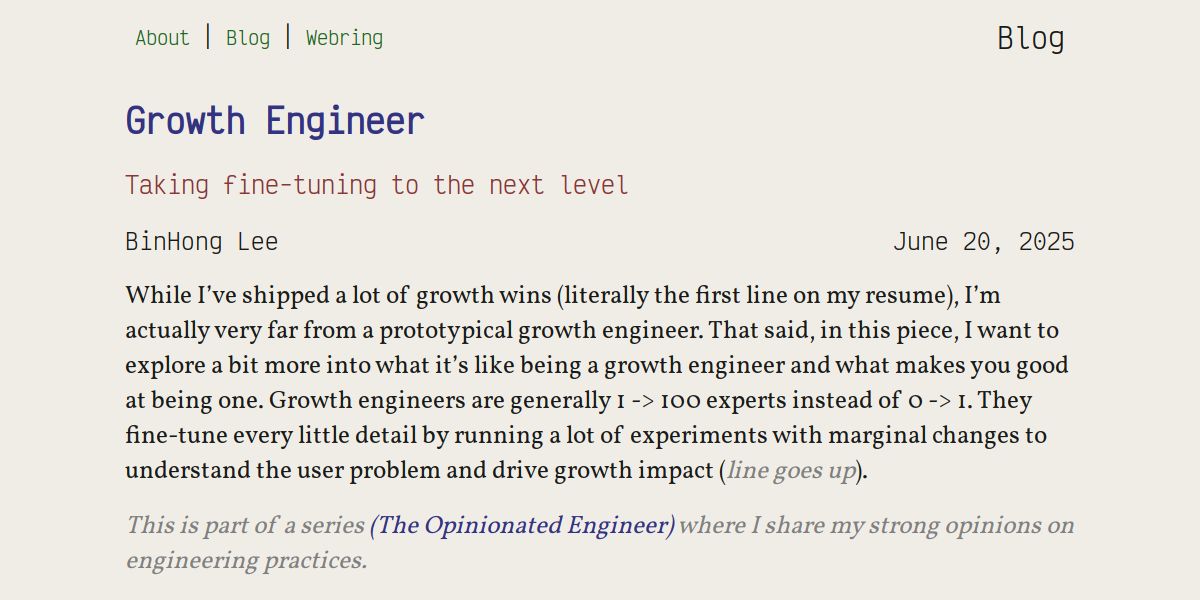 About | Blog | Webring
Blog
Growth Engineer
Taking fine-tuning to the next level
BinHong Lee
June 20, 2025
While I’ve shipped a lot of growth wins (literally the first line on my resume), I’m
actually very far from a prototypical growth engineer. That said, in this piece, I want to
explore a bit more into what it’s like being a growth engineer and what makes you good
at being one. Growth engineers are generally 1 -> 100 experts instead of 0 -> 1. They
fine-tune every little detail by running a lot of experiments with marginal changes to
understand the user problem and drive growth impact (line goes up).
This is part of a series (The Opinionated Engineer) where I share my strong opinions on
engineering practices.